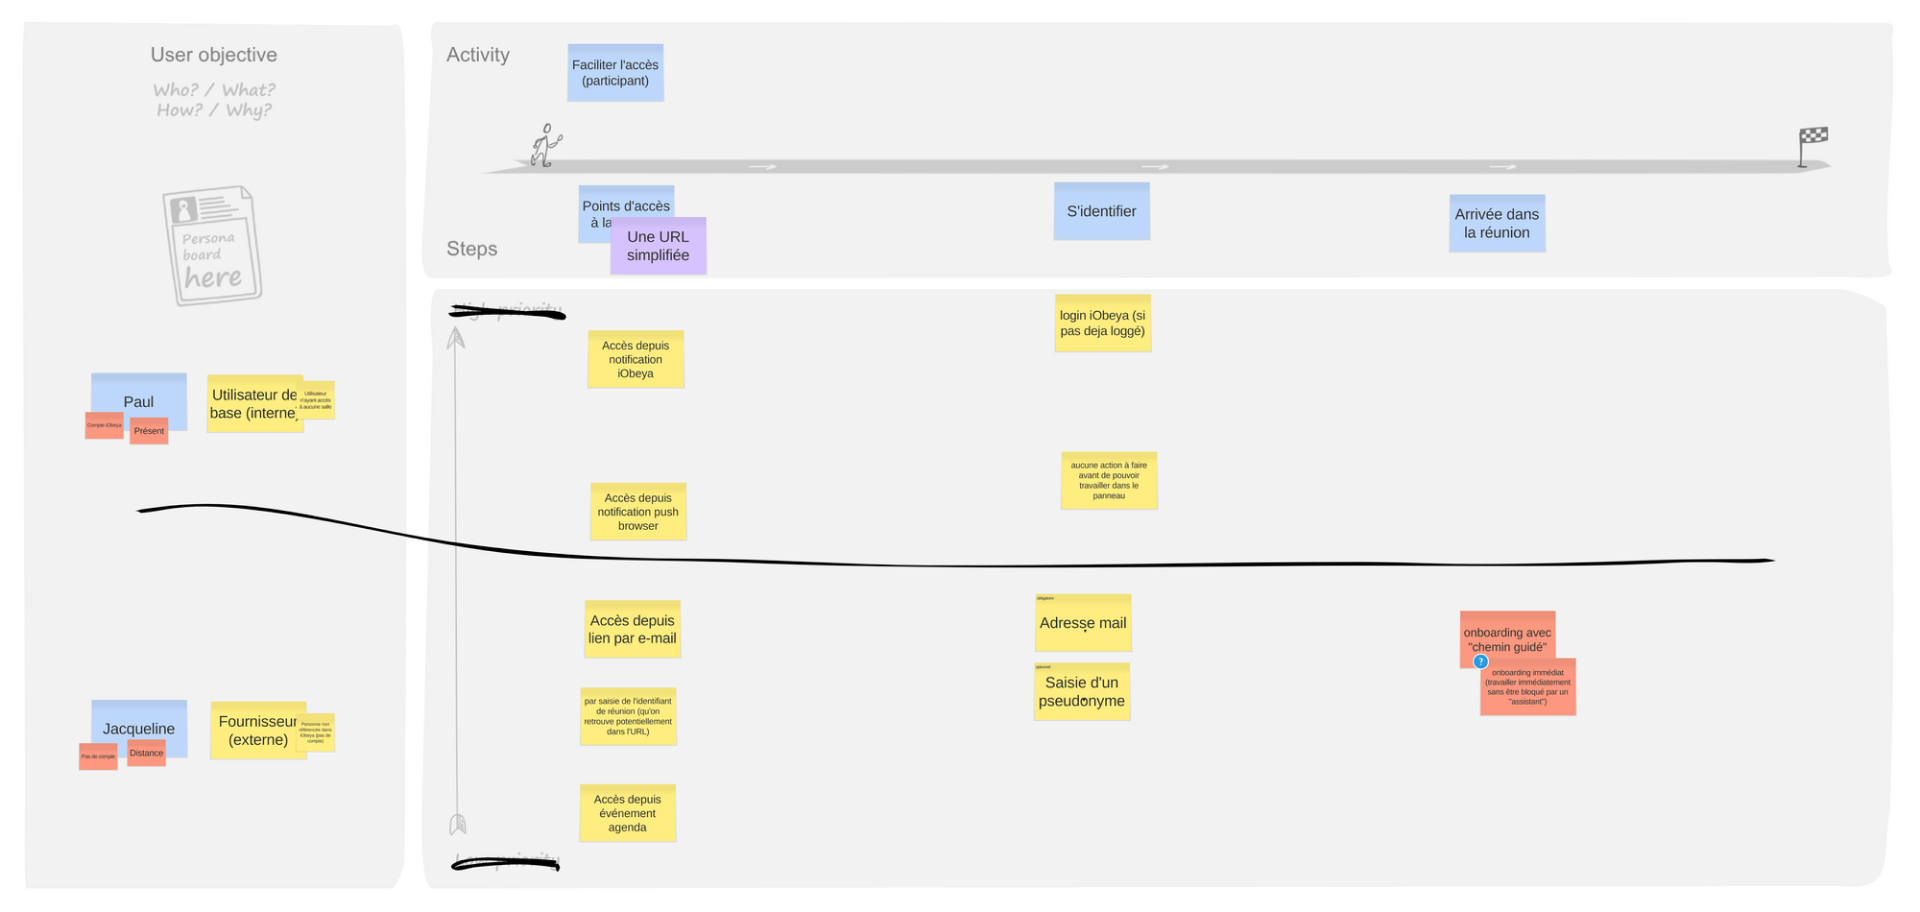 User objective
Who? / What?
How? / Why?
Persona
board
here
Paul
Compte iObeya
Présent
Utilisateur de
base (interne)
Utilisateur
n'ayant accès
à aucune salle
Jacqueline
Pas de compte
Distance
Fournisseur
(externe)
Personne non
référencée dans
iObeya (pas de
compte)
Activity
Faciliter l'accès
(participant)
Steps
Points d'accès
à la
Une URL
simplifiée
S'identifier
Arrivée dans
la réunion
High priority
Accès depuis
notification
iObeya
Accès depuis
notification push
browser
Accès depuis
lien par e-mail
par saisie de l'identifiant
de réunion (qu'on
retrouve potentiellement
dans l'URL)
Accès depuis
événement
agenda
login iObeya (si
pas deja loggé)
aucune action à faire
avant de pouvoir
travailler dans le
panneau
obligatoire
Adresse mail
optionnel
Saisie d'un
pseudonyme
onboarding avec
"chemin guidé"
?
onboarding immédiat
(travailler immédiatement
sans être bloqué par un
"assistant")
Low priority